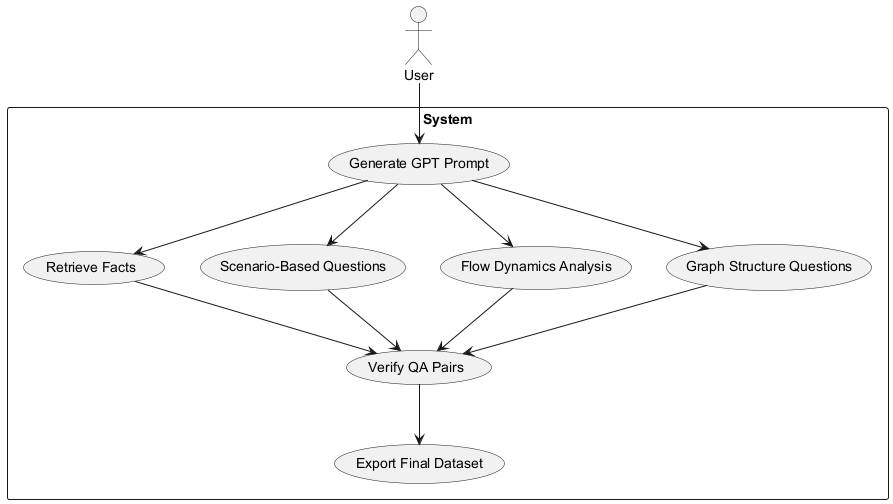 User
System
Generate GPT Prompt
Retrieve Facts
Scenario-Based Questions
Flow Dynamics Analysis
Graph Structure Questions
Verify QA Pairs
Export Final Dataset